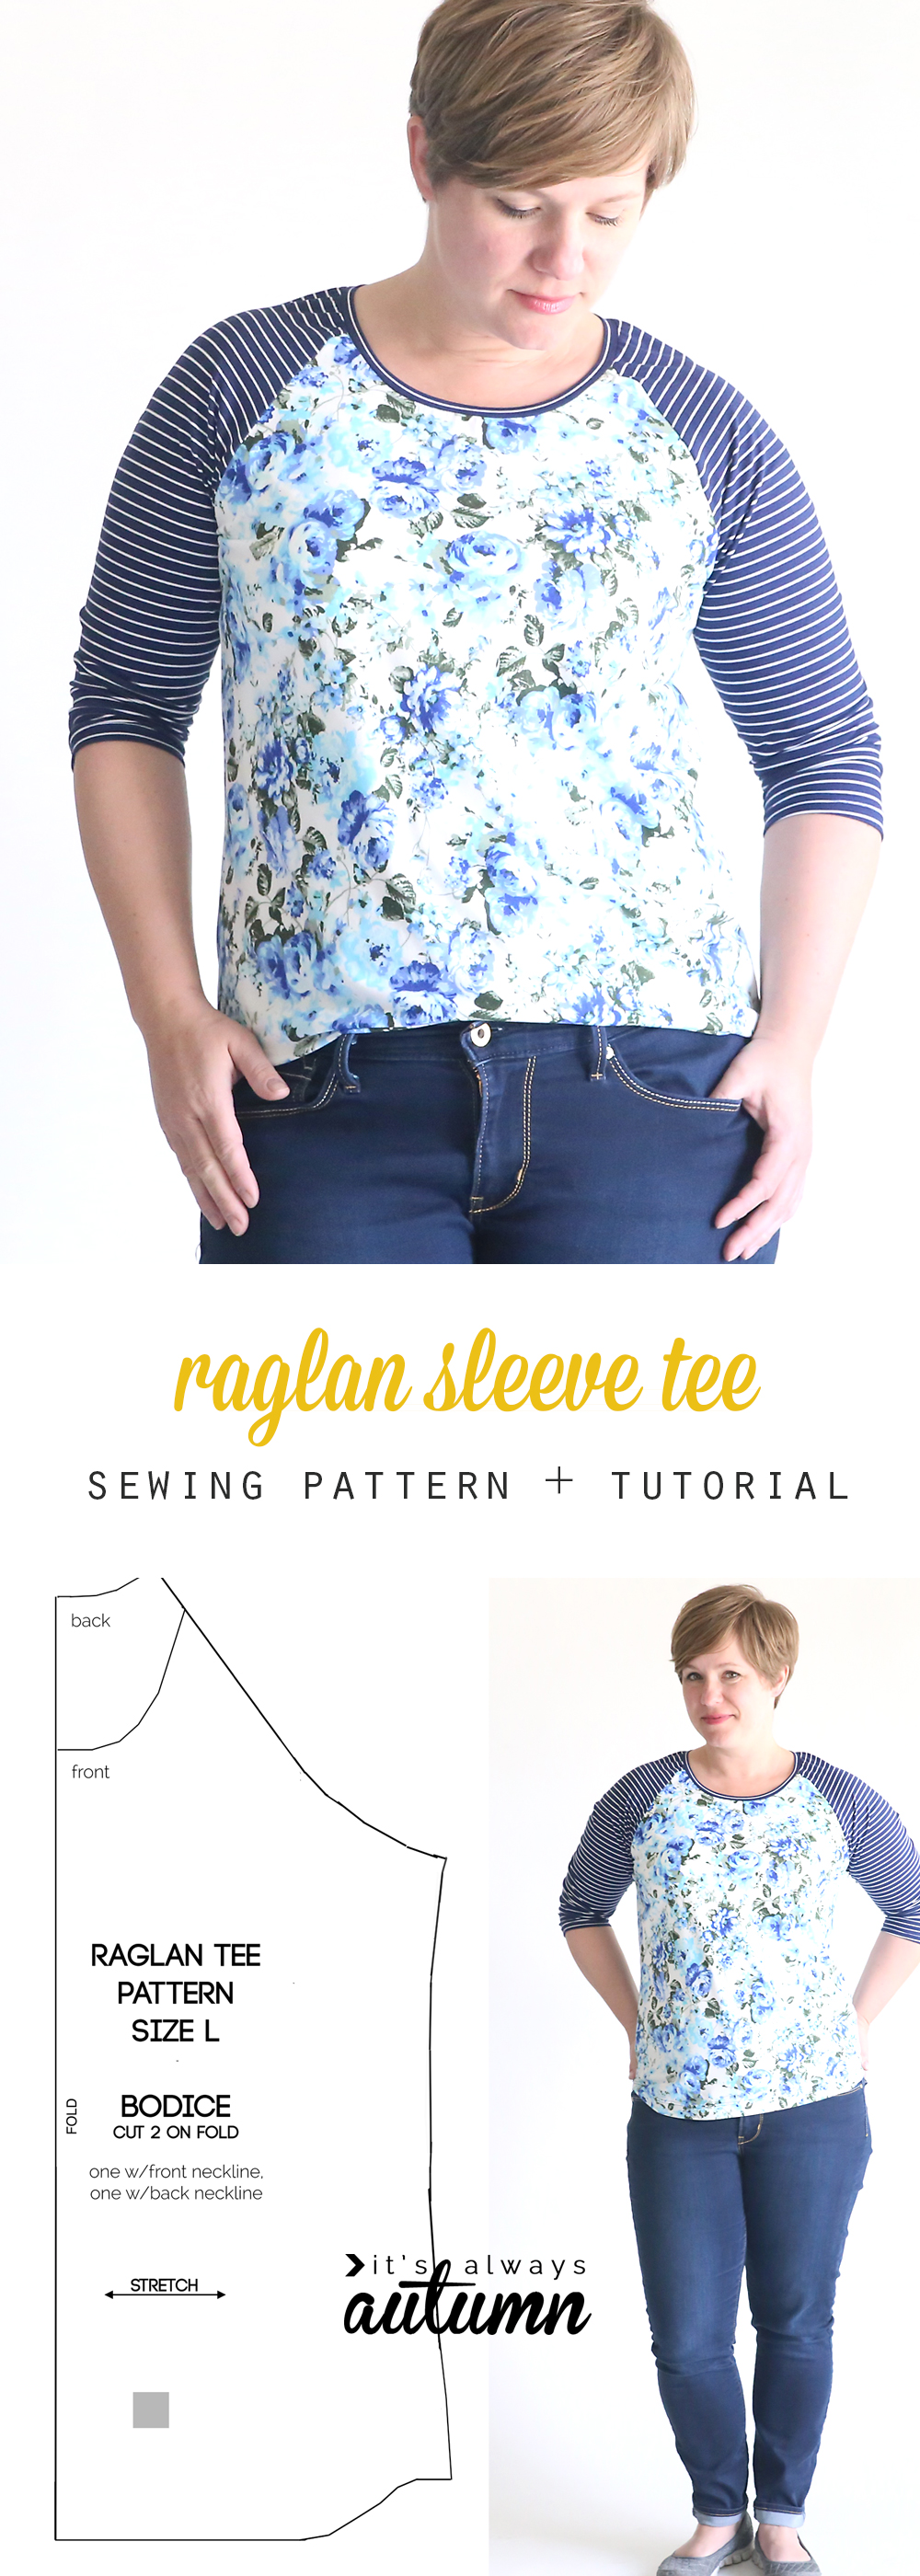 raglan sleeve tee
SEWING PATTERN + TUTORIAL
back
front
RAGLAN TEE
PATTERN
SIZE L
BODICE
CUT 2 ON FOLD
FOLD
one w/front neckline,
one w/back neckline
STRETCH
it's always
autumn